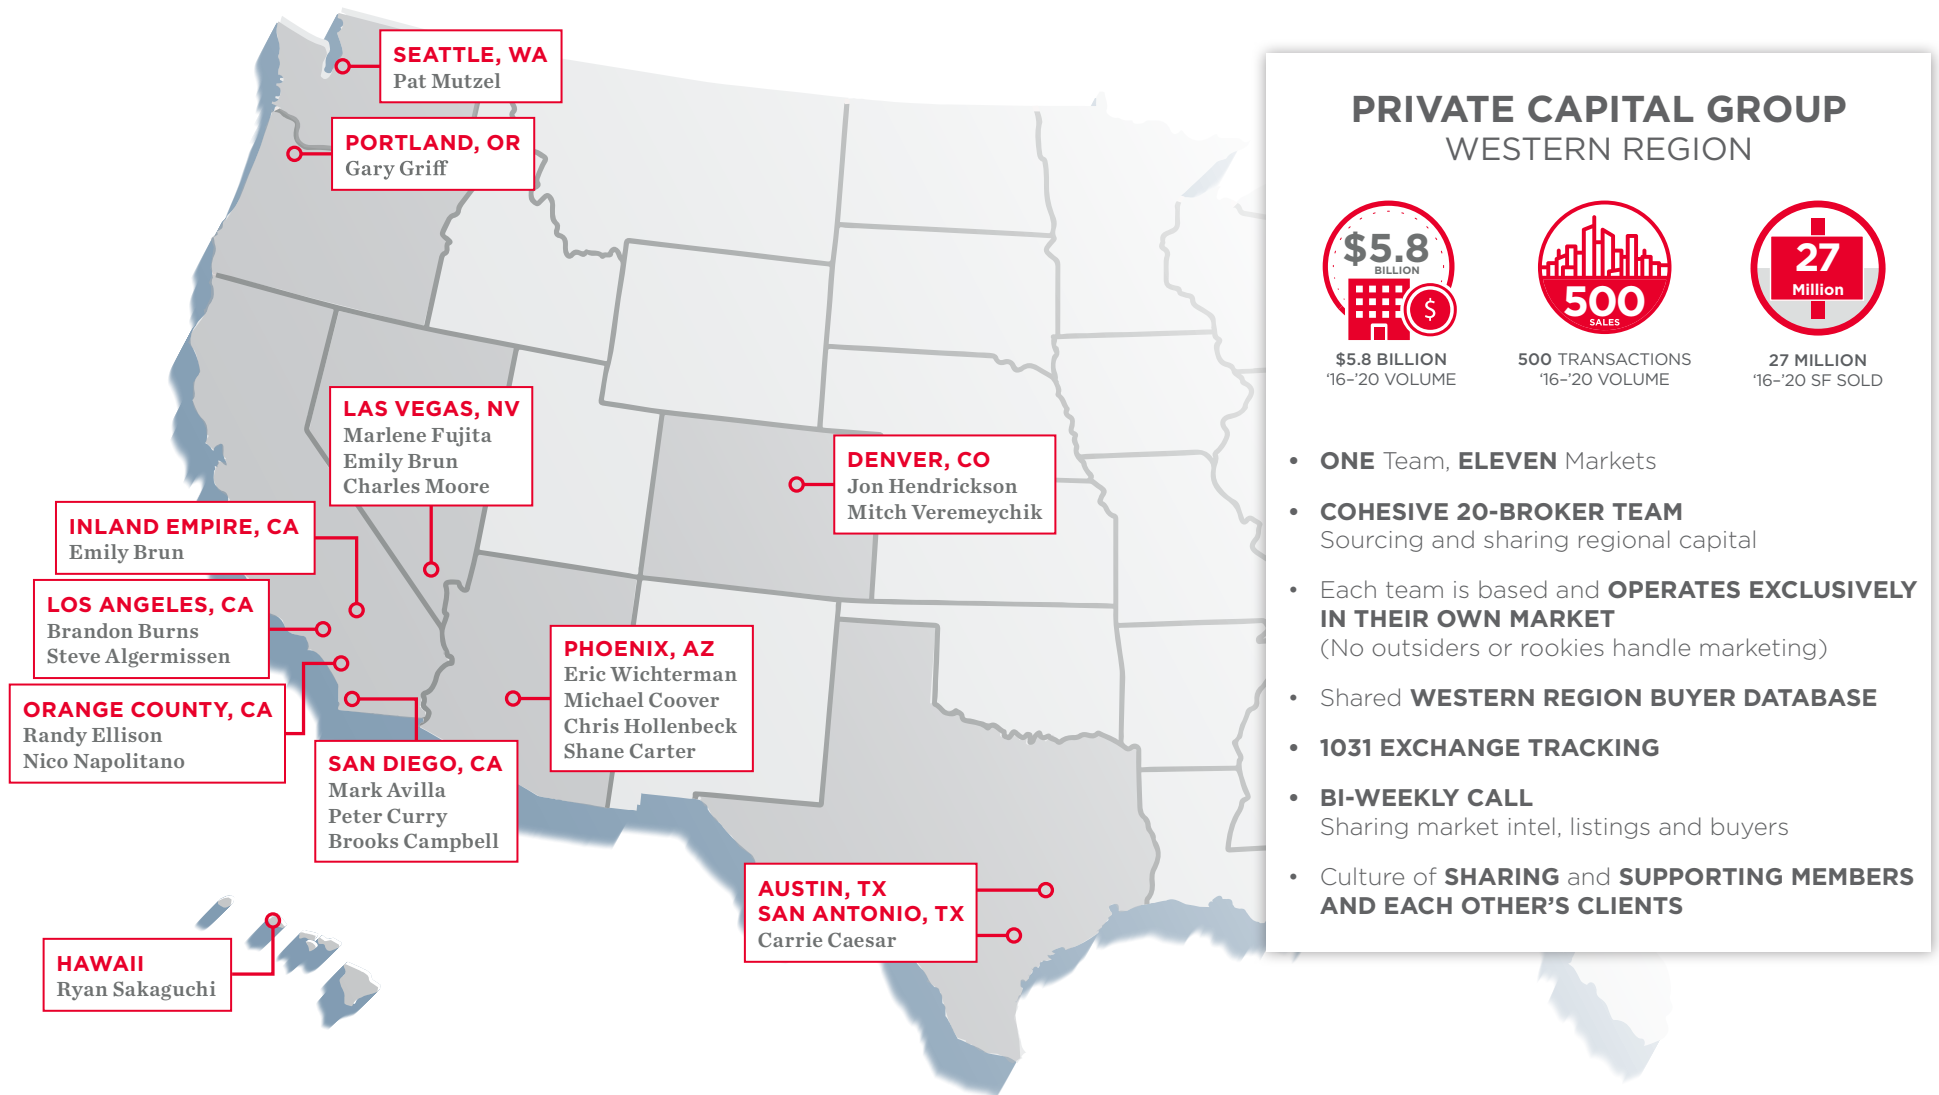 SEATTLE, WA
Pat Mutzel
PORTLAND, OR
Gary Griff
LAS VEGAS, NV
Marlene Fujita
Emily Brun
Charles Moore
DENVER, CO
Jon Hendrickson
Mitch Veremeychik
INLAND EMPIRE, CA
Emily Brun
LOS ANGELES, CA
Brandon Burns
Steve Algermissen
ORANGE COUNTY, CA
Randy Ellison
Nico Napolitano
SAN DIEGO, CA
Mark Avilla
Peter Curry
Brooks Campbell
PHOENIX, AZ
Eric Wichterman
Michael Coover
Chris Hollenbeck
Shane Carter
AUSTIN, TX
SAN ANTONIO, TX
Carrie Caesar
HAWAII
Ryan Sakaguchi
PRIVATE CAPITAL GROUP
WESTERN REGION
$5.8
BILLION
$
500
SALES
27
Million
$5.8 BILLION
‘16–’20 VOLUME
500 TRANSACTIONS
‘16–’20 VOLUME
27 MILLION
‘16–’20 SF SOLD
• ONE Team, ELEVEN Markets
• COHESIVE 20-BROKER TEAM
Sourcing and sharing regional capital
• Each team is based and OPERATES EXCLUSIVELY
IN THEIR OWN MARKET
(No outsiders or rookies handle marketing)
• Shared WESTERN REGION BUYER DATABASE
• 1031 EXCHANGE TRACKING
• BI-WEEKLY CALL
Sharing market intel, listings and buyers
• Culture of SHARING and SUPPORTING MEMBERS
AND EACH OTHER’S CLIENTS